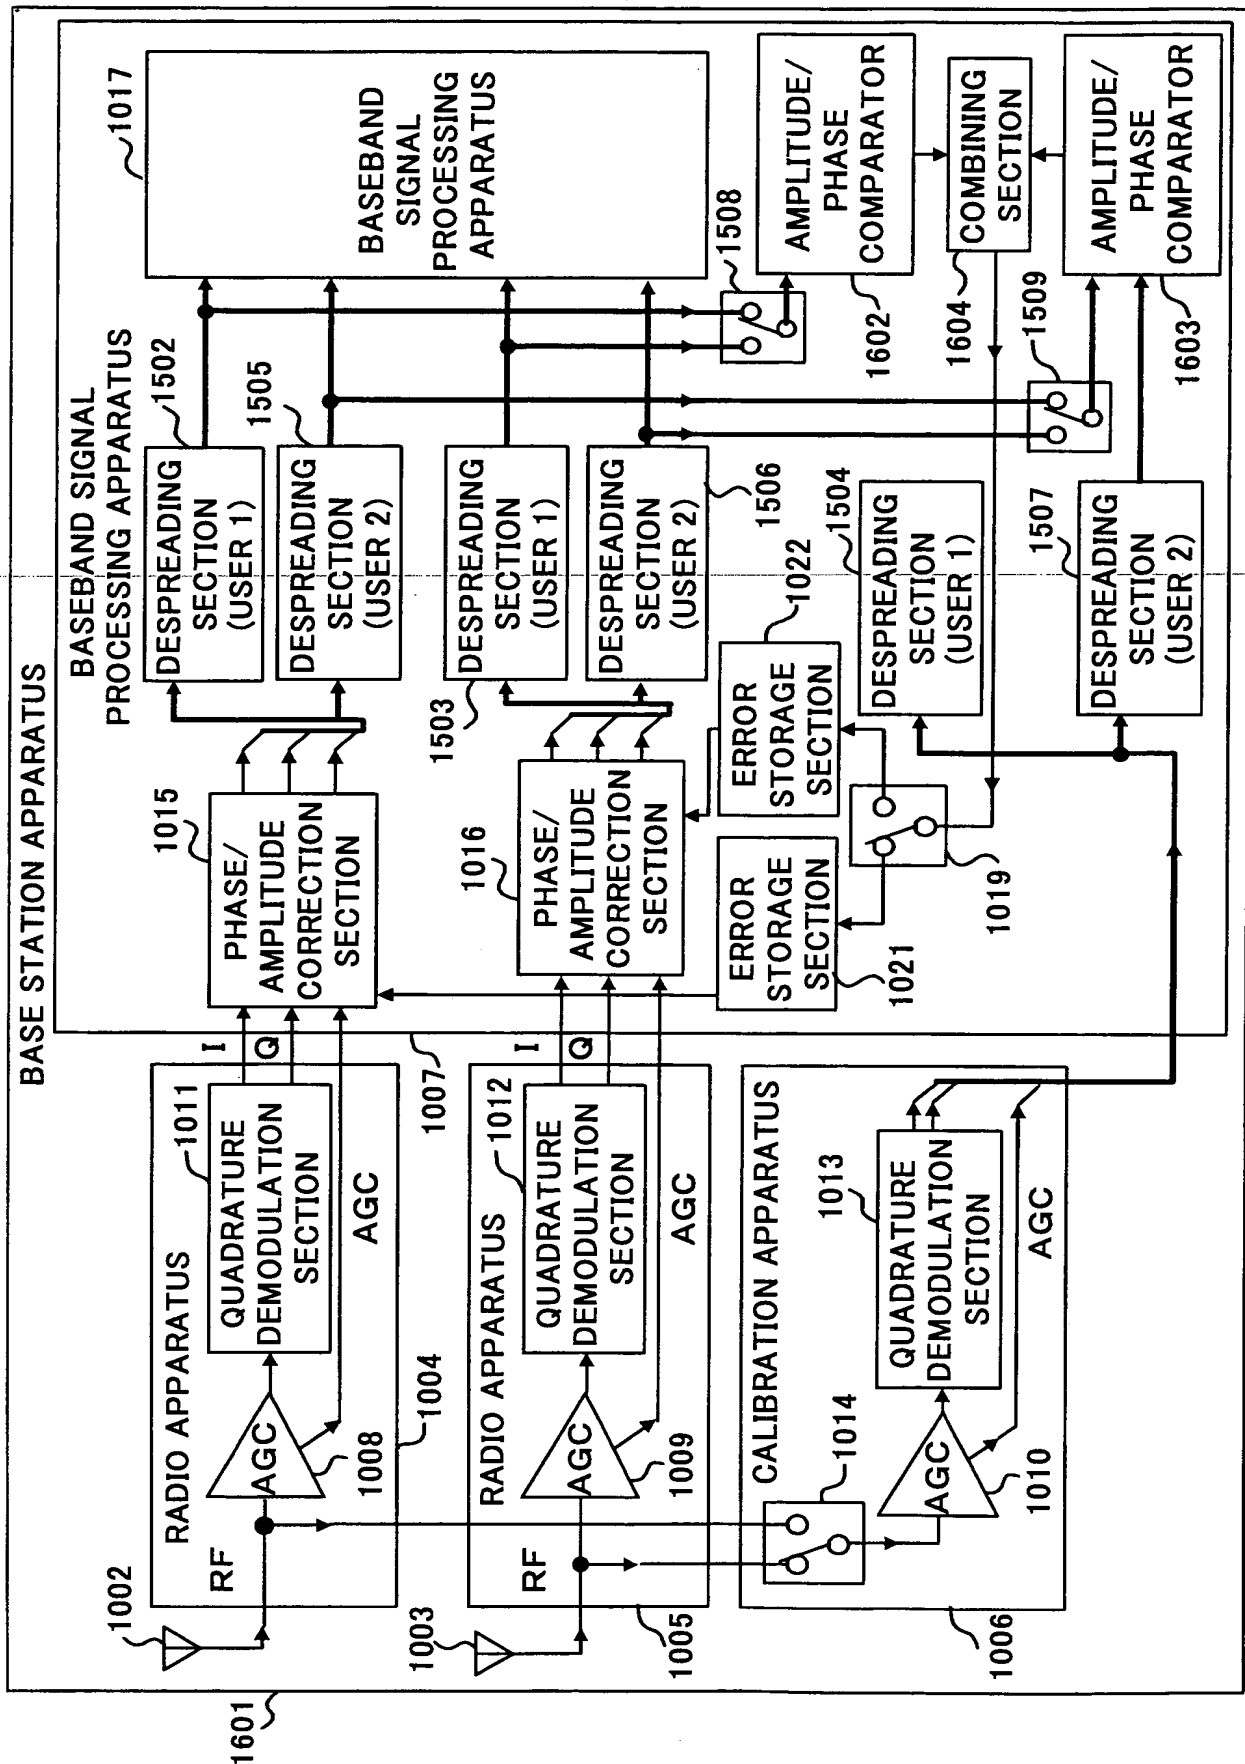 BASE STATION APPARATUS
1601
1002
RF
RADIO APPARATUS
AGC
1008
1004
QUADRATURE
DEMODULATION
SECTION
1011
AGC
I
Q
1007
1003
RF
1005
RADIO APPARATUS
AGC
1009
QUADRATURE
DEMODULATION
SECTION
1012
AGC
I
Q
1006
CALIBRATION APPARATUS
1014
AGC
1010
QUADRATURE
DEMODULATION
SECTION
1013
AGC
BASEBAND SIGNAL
PROCESSING APPARATUS
PHASE/
AMPLITUDE
CORRECTION
SECTION
1015
PHASE/
AMPLITUDE
CORRECTION
SECTION
1016
ERROR
STORAGE
SECTION
1021
ERROR
STORAGE
SECTION
1022
1019
DESPREADING
SECTION
(USER 1)
1502
DESPREADING
SECTION
(USER 2)
1505
DESPREADING
SECTION
(USER 1)
1503
DESPREADING
SECTION
(USER 2)
1506
DESPREADING
SECTION
(USER 1)
1504
DESPREADING
SECTION
(USER 2)
1507
BASEBAND
SIGNAL
PROCESSING
APPARATUS
1017
1508
1509
AMPLITUDE/
PHASE
COMPARATOR
1602
COMBINING
SECTION
1604
AMPLITUDE/
PHASE
COMPARATOR
1603